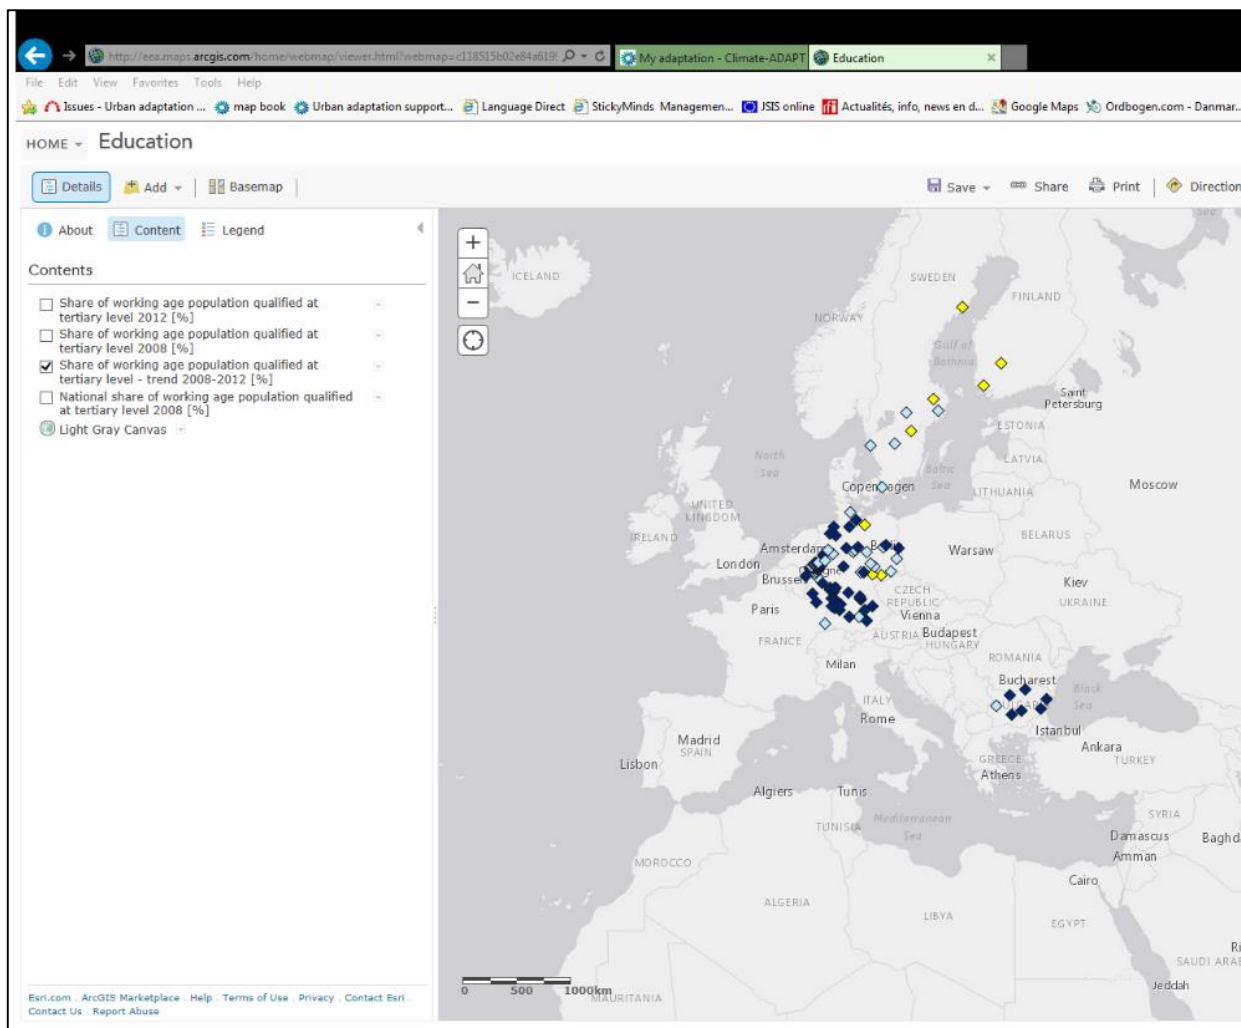 http://eea.maps.arcgis.com/home/webmap/viewer.html?webmap=c118515b02e84a619
My adaptation - Climate-ADAPT
Education
File Edit View Favorites Tools Help
Issues - Urban adaptation ... map book Urban adaptation support... Language Direct StickyMinds Managemen... JSIS online Actualités, info, news en d... Google Maps Ordbogen.com - Danmar...
HOME Education
Details Add Basemap Save Share Print Direction
About Content Legend
Contents
Share of working age population qualified at
tertiary level 2012 [%]
Share of working age population qualified at
tertiary level 2008 [%]
Share of working age population qualified at
tertiary level - trend 2008-2012 [%]
National share of working age population qualified
at tertiary level 2008 [%]
Light Gray Canvas
ICELAND
SWEDEN
FINLAND
NORWAY
Gulf of
Bothnia
Saint
Petersburg
ESTONIA
North
Sea
LATVIA
Baltic
Sea
Copenhagen
LITHUANIA
Moscow
UNITED
KINGDOM
IRELAND
BELARUS
Amsterdam
Warsaw
London
Brussels
Kiev
CZECH
REPUBLIC
UKRAINE
Paris
Vienna
FRANCE
AUSTRIA
Budapest
HUNGARY
Milan
ROMANIA
Bucharest
Black
Sea
ITALY
Rome
Istanbul
Madrid
SPAIN
Ankara
TURKEY
Lisbon
GREECE
Athens
Algiers
Tunis
SYRIA
TUNISIA
Mediterranean
Sea
Damascus
Baghd
Amman
MOROCCO
Cairo
ALGERIA
LIBYA
EGYPT
Ri
SAUDI ARA
Jeddah
0 500 1000km
MAURITANIA
Esri.com . ArcGIS Marketplace . Help . Terms of Use . Privacy . Contact Esri .
Contact Us . Report Abuse